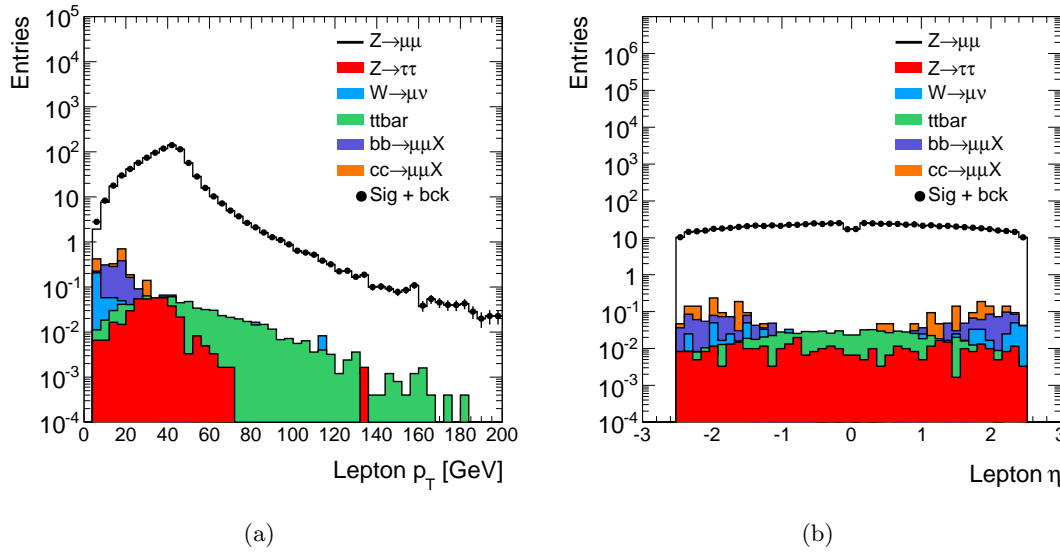 Entries
10^5
10^4
10^3
10^2
10
1
10^-1
10^-2
10^-3
10^-4
0 20 40 60 80 100 120 140 160 180 200
Lepton p_T [GeV]
Z→μμ
Z→ττ
W→μν
ttbar
bb→μμX
cc→μμX
Sig + bck
(a)
Entries
10^6
10^5
10^4
10^3
10^2
10
1
10^-1
10^-2
10^-3
10^-4
-3 -2 -1 0 1 2 3
Lepton η
Z→μμ
Z→ττ
W→μν
ttbar
bb→μμX
cc→μμX
Sig + bck
(b)